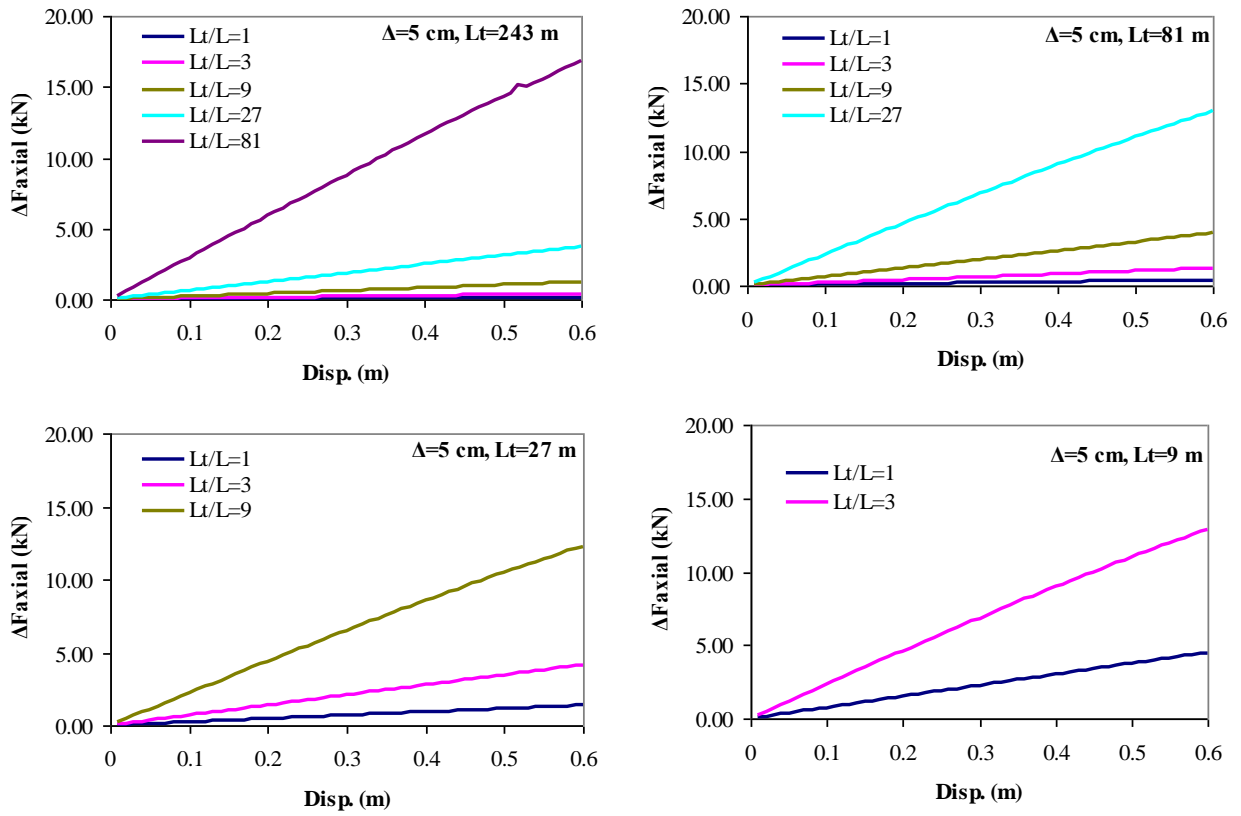 20.00
15.00
10.00
5.00
0.00
ΔFaxial (kN)
Lt/L=1
Lt/L=3
Lt/L=9
Lt/L=27
Lt/L=81
Δ=5 cm, Lt=243 m
0 0.1 0.2 0.3 0.4 0.5 0.6
Disp. (m)
20.00
15.00
10.00
5.00
0.00
ΔFaxial (kN)
Lt/L=1
Lt/L=3
Lt/L=9
Lt/L=27
Δ=5 cm, Lt=81 m
0 0.1 0.2 0.3 0.4 0.5 0.6
Disp. (m)
20.00
15.00
10.00
5.00
0.00
ΔFaxial (kN)
Lt/L=1
Lt/L=3
Lt/L=9
Δ=5 cm, Lt=27 m
0 0.1 0.2 0.3 0.4 0.5 0.6
Disp. (m)
20.00
15.00
10.00
5.00
0.00
ΔFaxial (kN)
Lt/L=1
Lt/L=3
Δ=5 cm, Lt=9 m
0 0.1 0.2 0.3 0.4 0.5 0.6
Disp. (m)